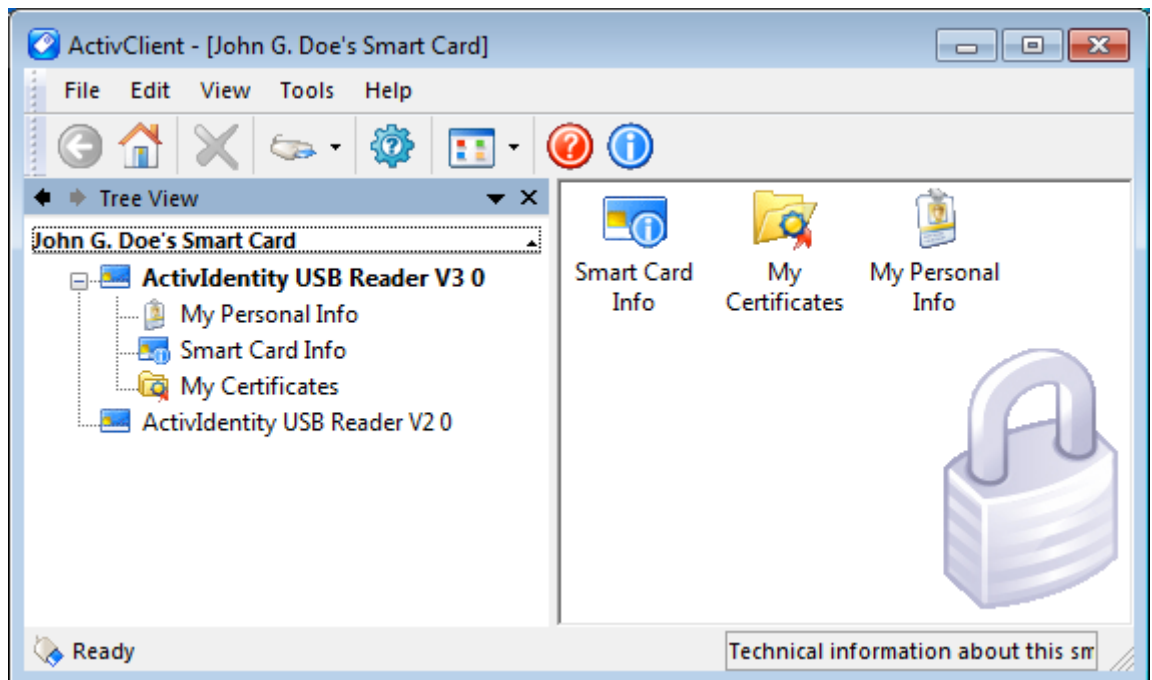 ActivClient - [John G. Doe's Smart Card]
File Edit View Tools Help
Tree View
John G. Doe's Smart Card
ActivIdentity USB Reader V3 0
My Personal Info
Smart Card Info
My Certificates
ActivIdentity USB Reader V2 0
Smart Card
Info
My
Certificates
My Personal
Info
Ready
Technical information about this sm